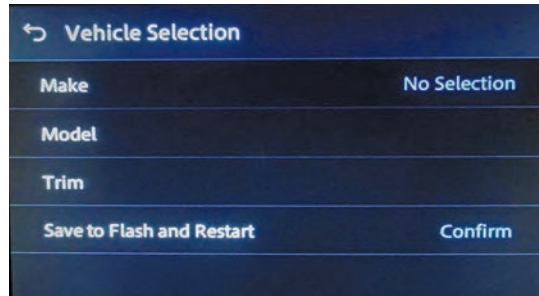 Vehicle Selection
Make No Selection
Model
Trim
Save to Flash and Restart Confirm